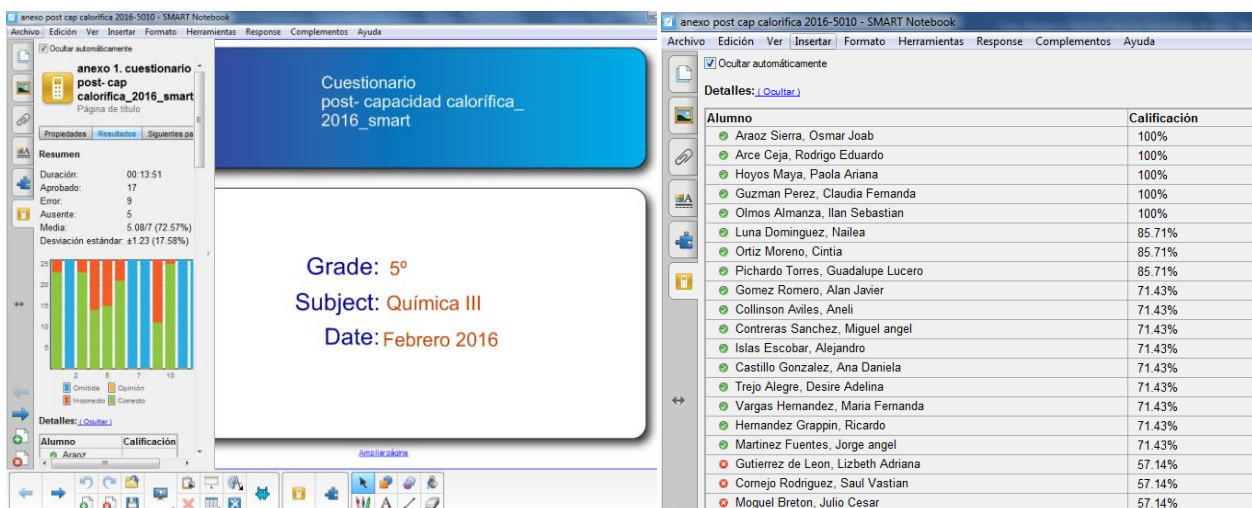 anexo post cap calorifica 2016-5010 - SMART Notebook
Archivo Edición Ver Insertar Formato Herramientas Response Complementos Ayuda
Ocultar automáticamente
anexo 1. cuestionario
post- cap
calorifica_2016_smart
Página de título
Propiedades Resultados Siguientes pa
Resumen
Duración: 00:13:51
Aprobado: 17
Error: 9
Ausente: 5
Media: 5.08/7 (72.57%)
Desviación estándar: ±1.23 (17.58%)
25
20
15
10
5
2 5 7 10
Omitida Opinión
Incorrecto Correcto
Detalles: ( Ocultar )
Alumno Calificación
Araoz
Cuestionario
post- capacidad calorífica_
2016_smart
Grade: 5º
Subject: Química III
Date: Febrero 2016
Ampliar página
anexo post cap calorifica 2016-5010 - SMART Notebook
Archivo Edición Ver Insertar Formato Herramientas Response Complementos Ayuda
Ocultar automáticamente
Detalles: ( Ocultar )
Alumno Calificación
Araoz Sierra, Osmar Joab 100%
Arce Ceja, Rodrigo Eduardo 100%
Hoyos Maya, Paola Ariana 100%
Guzman Perez, Claudia Fernanda 100%
Olmos Almanza, Ilan Sebastian 100%
Luna Dominguez, Nailea 85.71%
Ortiz Moreno, Cintia 85.71%
Pichardo Torres, Guadalupe Lucero 85.71%
Gomez Romero, Alan Javier 71.43%
Collinson Aviles, Aneli 71.43%
Contreras Sanchez, Miguel angel 71.43%
Islas Escobar, Alejandro 71.43%
Castillo Gonzalez, Ana Daniela 71.43%
Trejo Alegre, Desire Adelina 71.43%
Vargas Hernandez, Maria Fernanda 71.43%
Hernandez Grappin, Ricardo 71.43%
Martinez Fuentes, Jorge angel 71.43%
Gutierrez de Leon, Lizbeth Adriana 57.14%
Cornejo Rodriguez, Saul Vastian 57.14%
Moguel Breton, Julio Cesar 57.14%